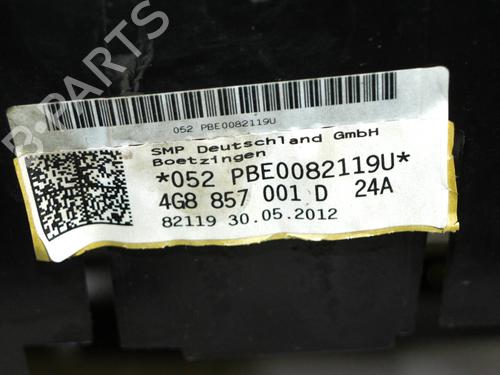 B-PARTS
052 PBE0082119U
SMP Deutschland GmbH
Boetzingen
*052 PBE0082119U*
4G8 857 001 D 24A
82119 30.05.2012